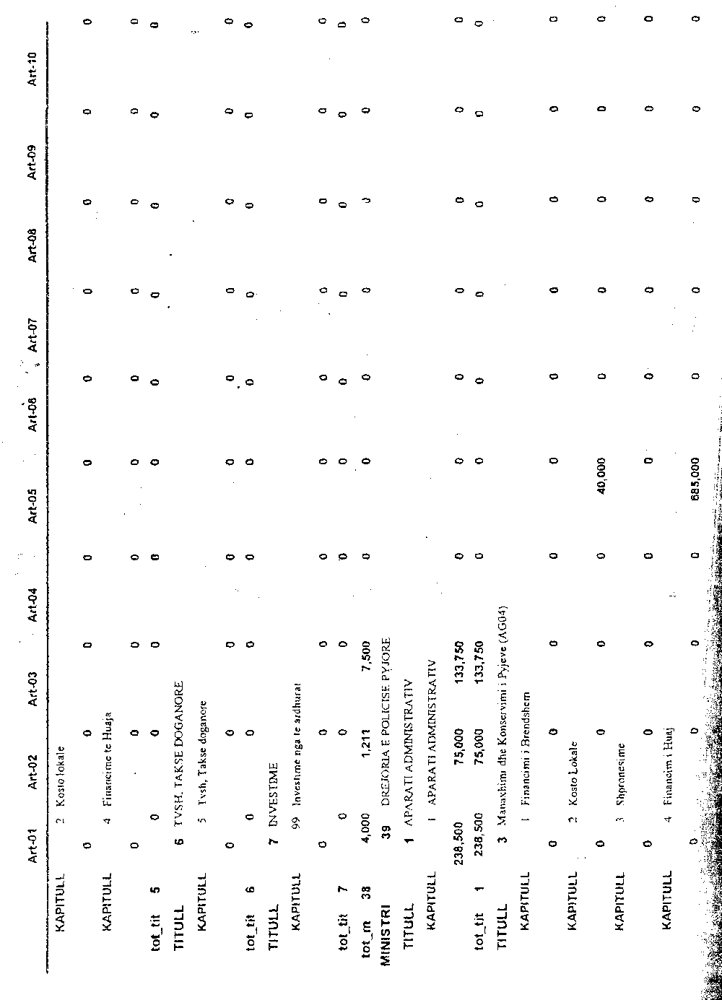 Art-01 Art-02 Art-03 Art-04 Art-05 Art-06 Art-07 Art-08 Art-09 Art-10
KAPITULL 2 Kosto lokale
0 0 0 0 0 0 0 0 0 0
KAPITULL 4 Financime te Huaja
0 0 0 0 0 0 0 0 0 0
tot_tit 5 0 0 0 0 0 0 0 0 0 0
TITULL 6 TVSH, TAKSE DOGANORE
KAPITULL 5 Tvsh, Takse doganore
0 0 0 0 0 0 0 0 0 0
tot_tit 6 0 0 0 0 0 0 0 0 0 0
TITULL 7 INVESTIME
KAPITULL 99 Investime nga te ardhurat
0 0 0 0 0 0 0 0 0 0
tot_tit 7 0 0 0 0 0 0 0 0 0 0
tot_m 38 4,000 1,211 7,500 0 0 0 0 0 0 0
MINISTRI 39 DREJORIA E POLICISE PYJORE
TITULL 1 APARATI ADMINISTRATIV
KAPITULL 1 APARATI ADMINISTRATIV
238,500 75,000 133,750 0 0 0 0 0 0 0
tot_tit 1 238,500 75,000 133,750 0 0 0 0 0 0 0
TITULL 3 Manaxhimi dhe Konservimi i Pyjeve (AG04)
KAPITULL 1 Financimi i Brendshem
0 0 0 0 0 0 0 0 0 0
KAPITULL 2 Kosto Lokale
0 0 0 0 40,000 0 0 0 0 0
KAPITULL 3 Shpronesime
0 0 0 0 0 0 0 0 0 0
KAPITULL 4 Financim i Huaj
0 0 0 0 685,000 0 0 0 0 0